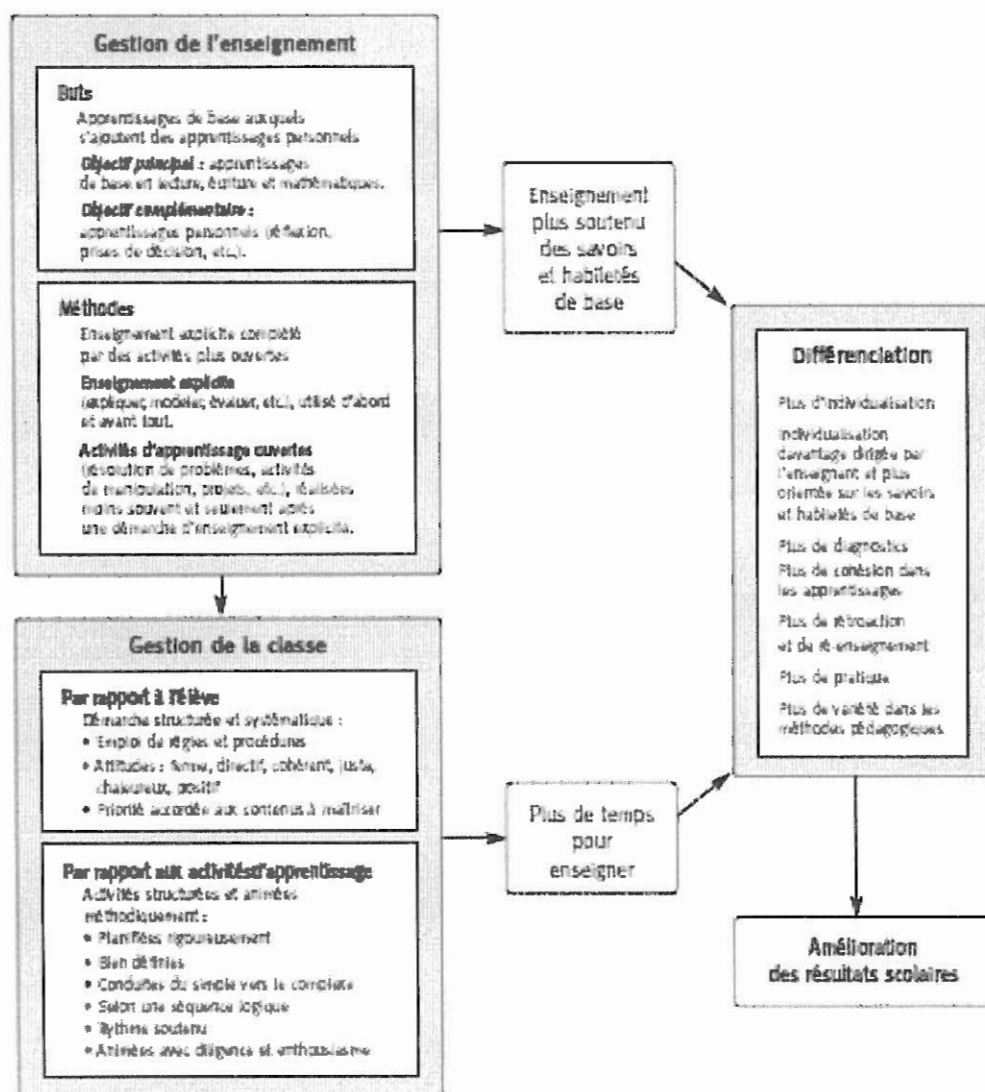 Gestion de l'enseignement
Buts
Apprentissages de base auxquels
s'ajoutent des apprentissages personnels
Objectif principal : apprentissages
de base en lecture, écriture et mathématiques.
Objectif complémentaire :
apprentissages personnels (réflexion,
prises de décision, etc.).
Méthodes
Enseignement explicite complété
par des activités plus ouvertes
Enseignement explicite
(expliquer, modeler, évaluer, etc.), utilisé d'abord
et avant tout.
Activités d'apprentissage ouvertes
(résolution de problèmes, activités
de manipulation, projets, etc.), réalisées
moins souvent et seulement après
une démarche d'enseignement explicite.
Enseignement
plus soutenu
des savoirs
et habiletés
de base
Gestion de la classe
Par rapport à l'élève
Démarche structurée et systématique :
• Emploi de règles et procédures
• Attitudes : ferme, directif, cohérent, juste,
chaleureux, positif
• Priorité accordée aux contenus à maîtriser
Par rapport aux activités d'apprentissage
Activités structurées et animées
méthodiquement :
• Planifiées rigoureusement
• Bien définies
• Conduites du simple vers le complexe
• Selon une séquence logique
• Rythme soutenu
• Animées avec diligence et enthousiasme
Plus de temps
pour
enseigner
Différenciation
Plus d'individualisation
Individualisation
davantage dirigée par
l'enseignant et plus
orientée sur les savoirs
et habiletés de base
Plus de diagnostics
Plus de cohésion dans
les apprentissages
Plus de rétroaction
et de ré-enseignement
Plus de pratique
Plus de variété dans les
méthodes pédagogiques
Amélioration
des résultats scolaires